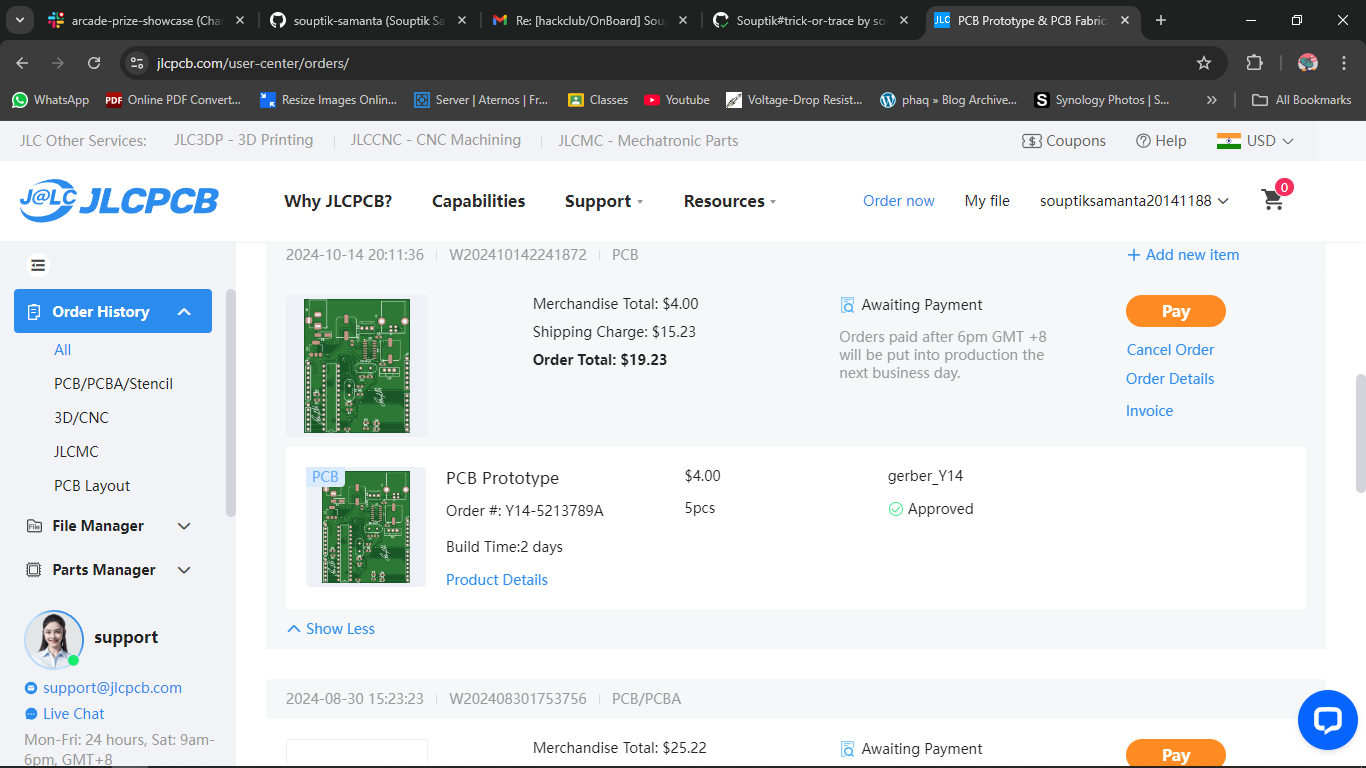 arcade-prize-showcase (Cha
souptik-samanta (Souptik Sa
Re: [hackclub/OnBoard] Sou
Souptik#trick-or-trace by so
JLC PCB Prototype & PCB Fabric
jlcpcb.com/user-center/orders/
WhatsApp
PDF Online PDF Convert...
Resize Images Onlin...
Server | Aternos | Fr...
Classes
Youtube
Voltage-Drop Resist...
phaq » Blog Archive...
S Synology Photos | S...
»
All Bookmarks
JLC Other Services:
JLC3DP - 3D Printing
JLCCNC - CNC Machining
JLCMC - Mechatronic Parts
Coupons
Help
USD
J@LC JLCPCB
Why JLCPCB?
Capabilities
Support
Resources
Order now
My file
souptiksamanta20141188
0
Order History
All
PCB/PCBA/Stencil
3D/CNC
JLCMC
PCB Layout
File File Manager
Parts Manager
support
support@jlcpcb.com
Live Chat
Mon-Fri: 24 hours, Sat: 9am-
6pm, GMT+8
2024-10-14 20:11:36
W202410142241872
PCB
+ Add new item
Merchandise Total: $4.00
Shipping Charge: $15.23
Order Total: $19.23
Awaiting Payment
Orders paid after 6pm GMT +8
will be put into production the
next business day.
Pay
Cancel Order
Order Details
Invoice
PCB
PCB Prototype
Order #: Y14-5213789A
Build Time:2 days
Product Details
$4.00
5pcs
gerber_Y14
Approved
Show Less
2024-08-30 15:23:23
W202408301753756
PCB/PCBA
Merchandise Total: $25.22
Awaiting Payment
Pay